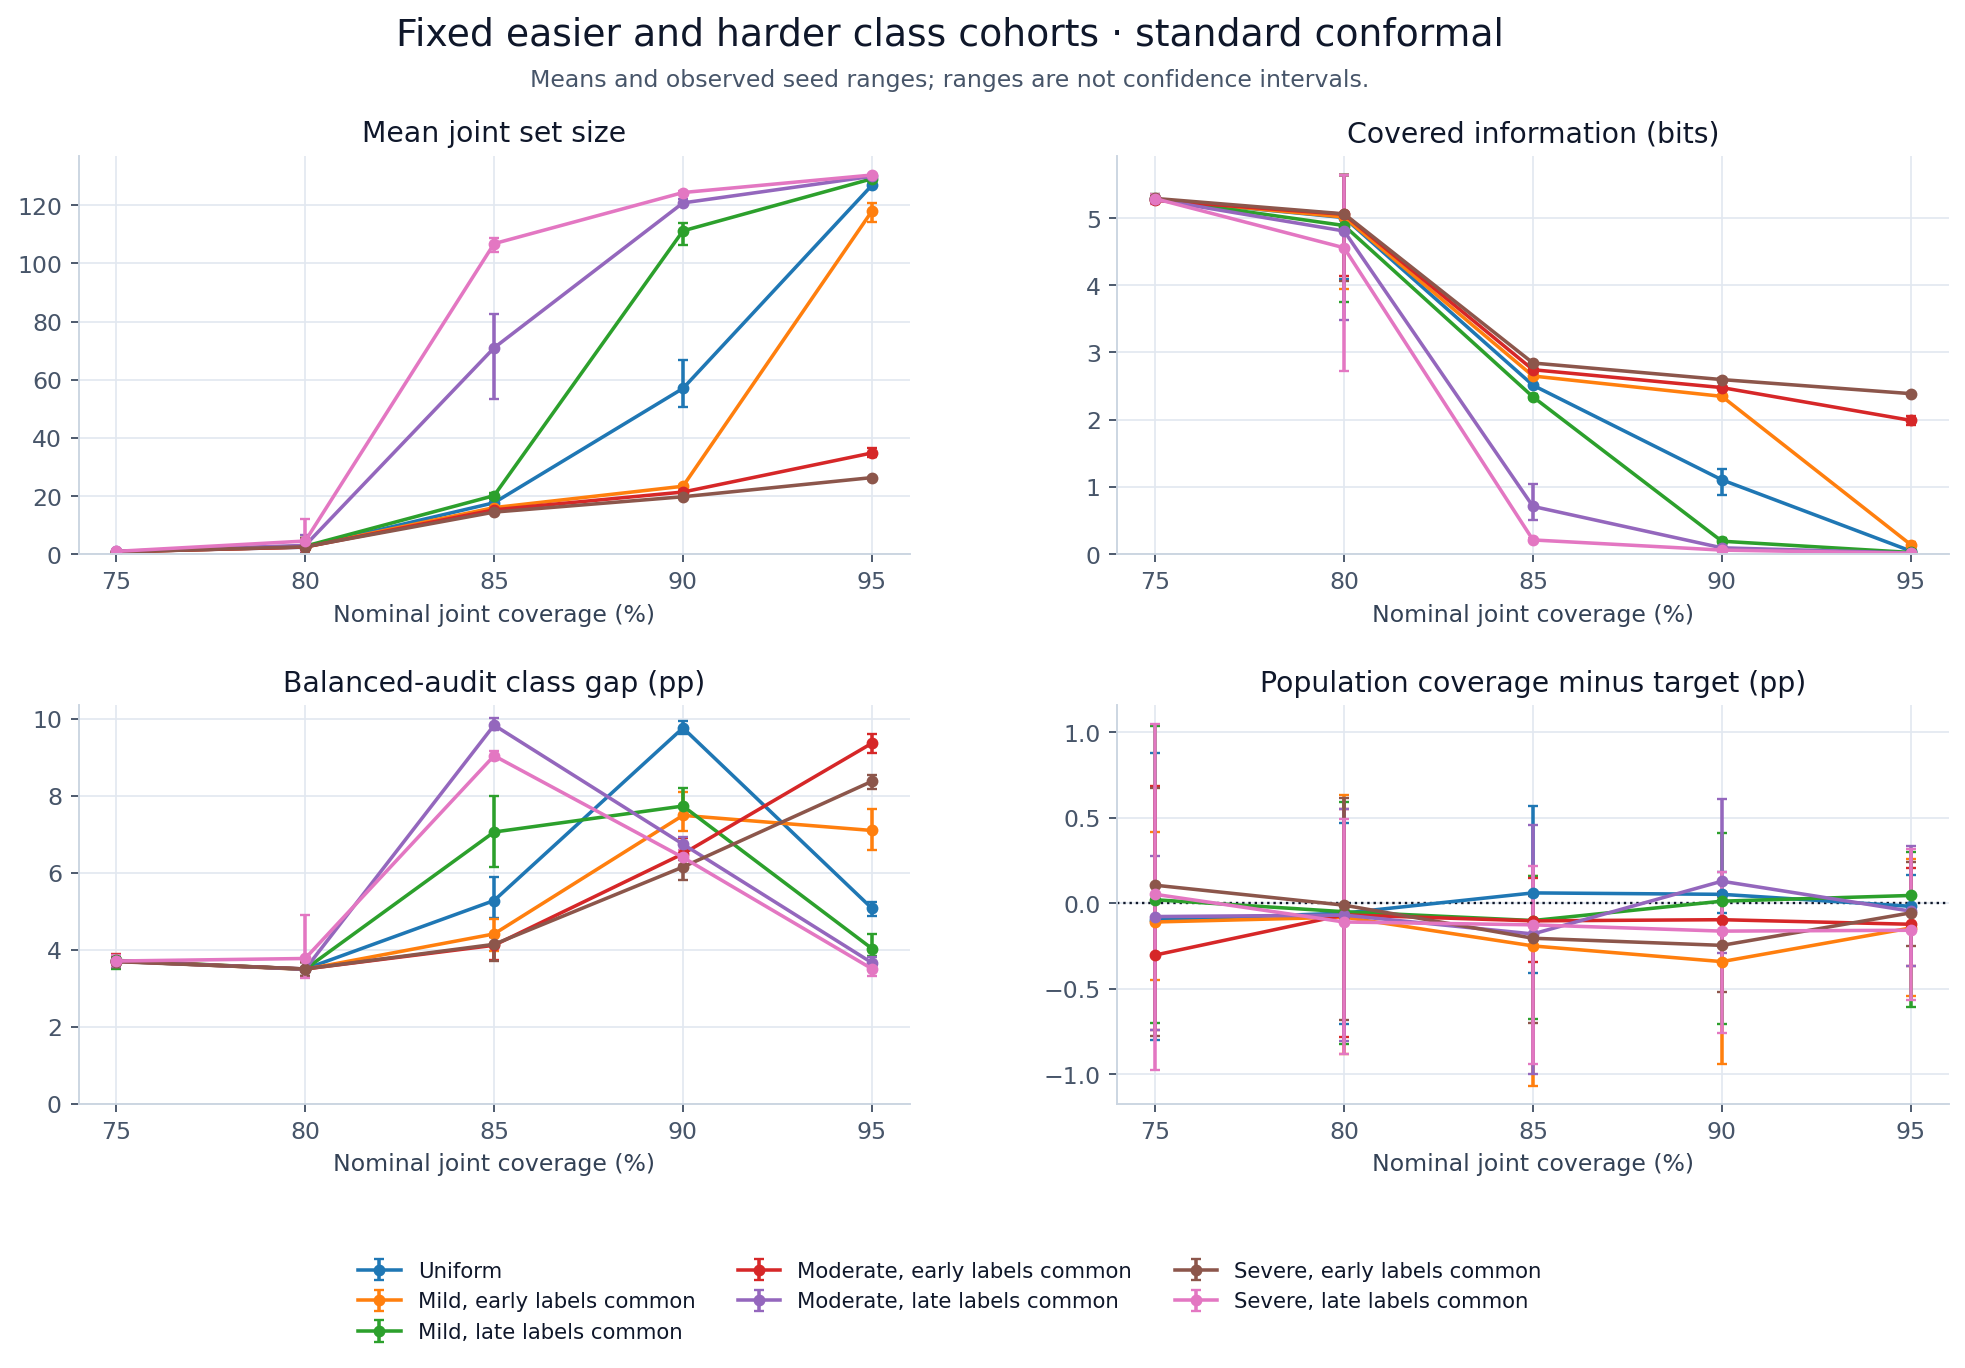 Fixed easier and harder class cohorts · standard conformal
Means and observed seed ranges; ranges are not confidence intervals.
Mean joint set size
120
100
80
60
40
20
0
75 80 85 90 95
Nominal joint coverage (%)
Covered information (bits)
5
4
3
2
1
0
75 80 85 90 95
Nominal joint coverage (%)
Balanced-audit class gap (pp)
10
8
6
4
2
0
75 80 85 90 95
Nominal joint coverage (%)
Population coverage minus target (pp)
1.0
0.5
0.0
−0.5
−1.0
75 80 85 90 95
Nominal joint coverage (%)
Uniform
Mild, early labels common
Mild, late labels common
Moderate, early labels common
Moderate, late labels common
Severe, early labels common
Severe, late labels common